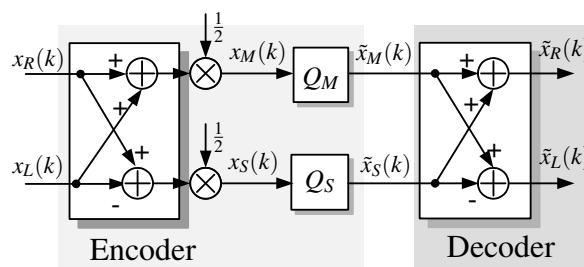 1/2
x_R(k) + + x_M(k) Q_M x̃_M(k) + x̃_R(k)
+ +
1/2
+ +
x_L(k) - x_S(k) Q_S x̃_S(k) - x̃_L(k)
Encoder Decoder